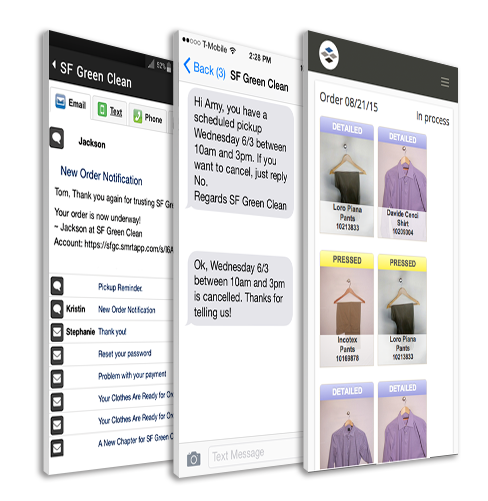 52%
SF Green Clean
Email
Text
Phone
Jackson
New Order Notification
Tom, Thank you again for trusting SF Gre
Your order is now underway!
~ Jackson at SF Green Clean
Account: https://sfgc.smrtapp.com/s/I6A
Pickup Reminder.
Kristin New Order Notification
Stephanie Thank you!
Reset your password
Problem with your payment
Your Clothes Are Ready for Or
Your Clothes Are Ready for Or
A New Chapter for SF Green C
T-Mobile
2:28 PM
Back (3) SF Green Clean
Hi Amy, you have a
scheduled pickup
Wednesday 6/3 between
10am and 3pm. If you
want to cancel, just reply
No.
Regards SF Green Clean
Ok, Wednesday 6/3
between 10am and 3pm
is cancelled. Thanks for
telling us!
Text Message
Order 08/21/15
In process
DETAILED
Loro Piana
Pants
10213833
DETAILED
Davide Cenci
Shirt
10209304
PRESSED
Incotex
Pants
10169878
PRESSED
Loro Piana
Pants
10213833
DETAILED
DETAILED